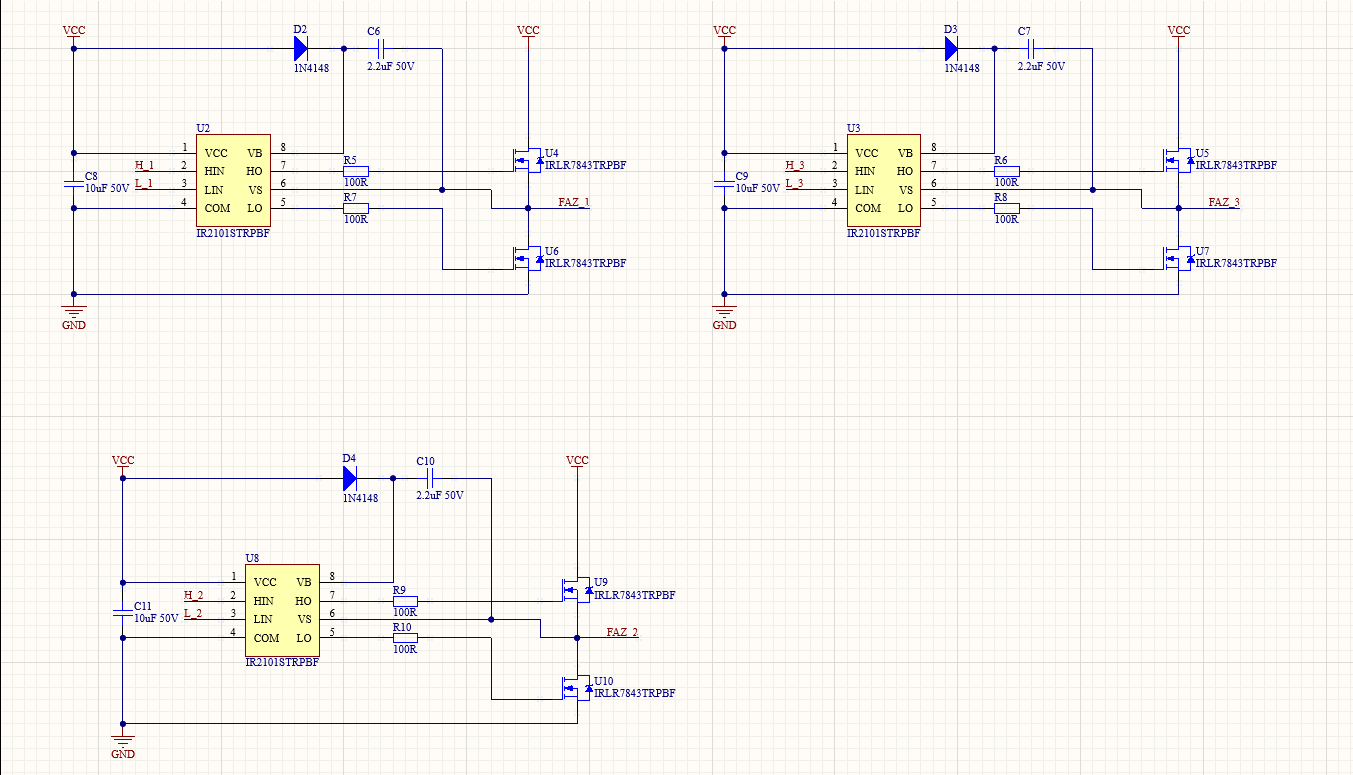 VCC
D2
C6
VCC
1N4148
2.2uF 50V
U2
1 VCC VB 8
H_1 2 HIN HO 7 R5
100R
U4
IRLR7843TRPBF
C8
10uF 50V
L_1 3 LIN VS 6
R7
4 COM LO 5
100R
FAZ_1
IR2101STRPBF
U6
IRLR7843TRPBF
GND
VCC
D3
C7
VCC
1N4148
2.2uF 50V
U3
1 VCC VB 8
H_3 2 HIN HO 7 R6
100R
U5
IRLR7843TRPBF
C9
10uF 50V
L_3 3 LIN VS 6
R8
4 COM LO 5
100R
FAZ_3
IR2101STRPBF
U7
IRLR7843TRPBF
GND
VCC
D4
C10
VCC
1N4148
2.2uF 50V
U8
1 VCC VB 8
H_2 2 HIN HO 7 R9
100R
U9
IRLR7843TRPBF
C11
10uF 50V
L_2 3 LIN VS 6
R10
4 COM LO 5
100R
FAZ_2
IR2101STRPBF
U10
IRLR7843TRPBF
GND